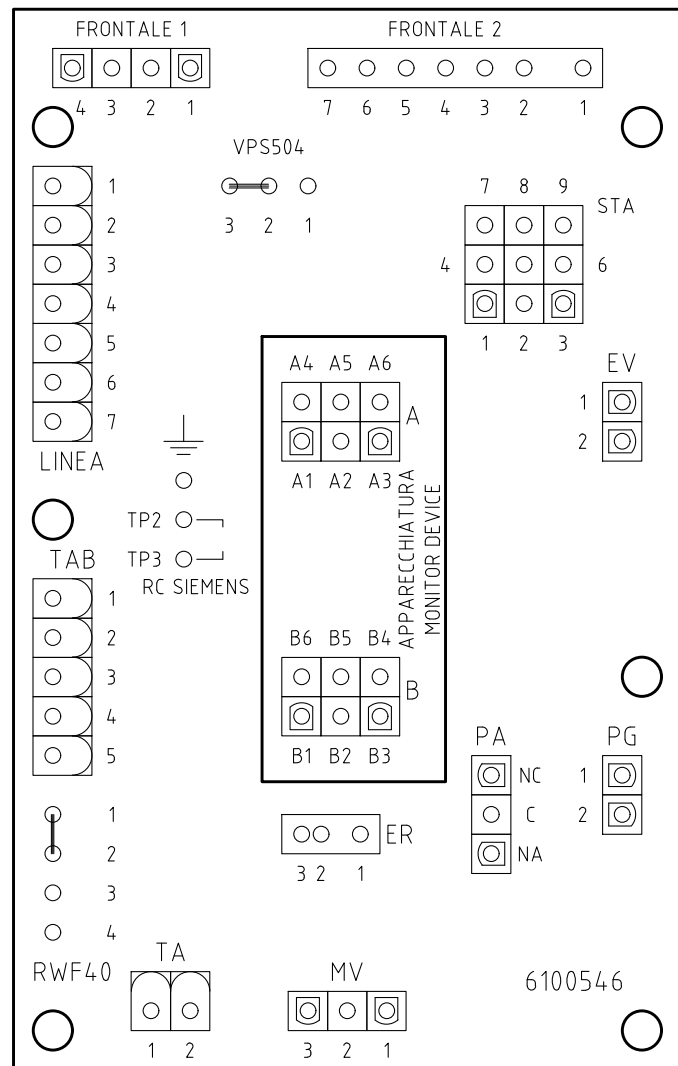 FRONTALE 1
FRONTALE 2
4 3 2 1
7 6 5 4 3 2 1
VPS504
3 2 1
1
2
3
4
5
6
7
LINEA
7 8 9
STA
4 6
1 2 3
EV
1
2
A4 A5 A6
A
A1 A2 A3
APPARECCHIATURA
MONITOR DEVICE
TP2
TP3
RC SIEMENS
TAB
1
2
3
4
5
B6 B5 B4
B
B1 B2 B3
PA
NC
C
NA
PG
1
2
ER
3 2 1
1
2
3
4
RWF40
TA
1 2
MV
3 2 1
6100546